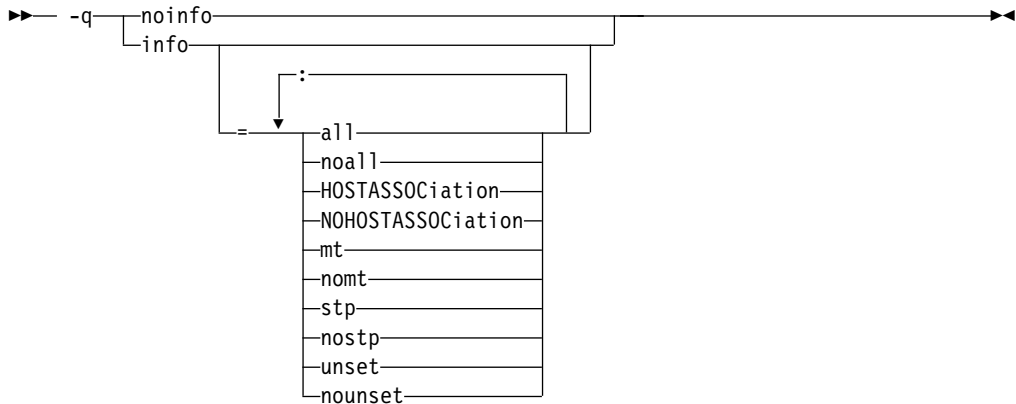 -q noinfo
info
:
= all
noall
HOSTASSOCiation
NOHOSTASSOCiation
mt
nomt
stp
nostp
unset
nounset